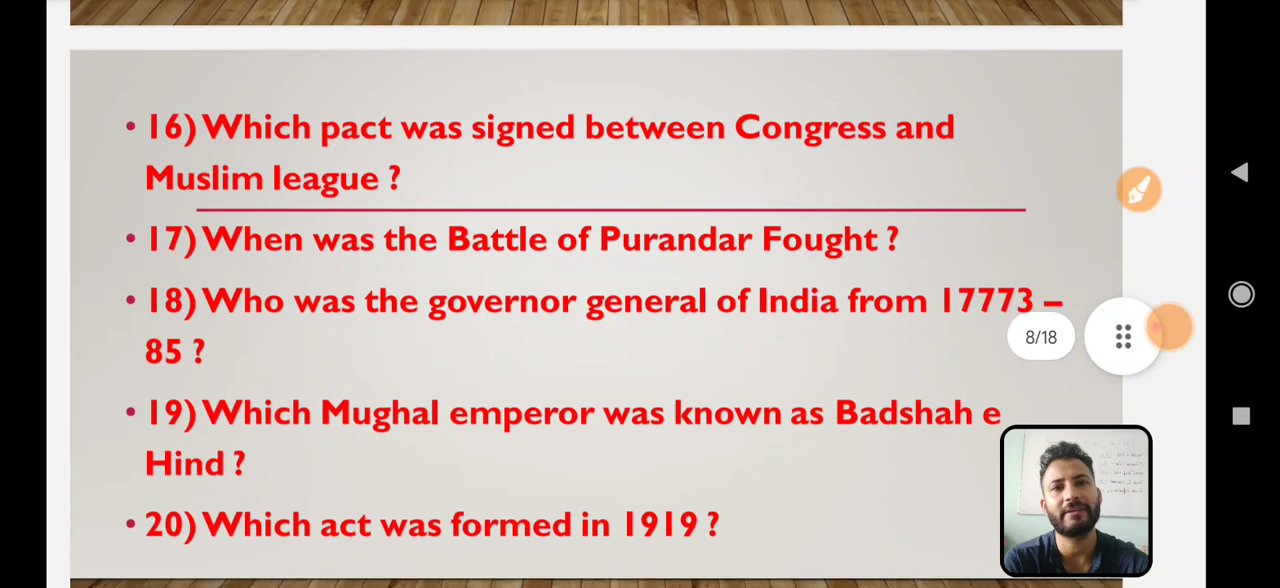 • 16) Which pact was signed between Congress and
Muslim league ?
• 17) When was the Battle of Purandar Fought ?
• 18) Who was the governor general of India from 17773 –
85 ?
8/18
• 19) Which Mughal emperor was known as Badshah e
Hind ?
• 20) Which act was formed in 1919 ?